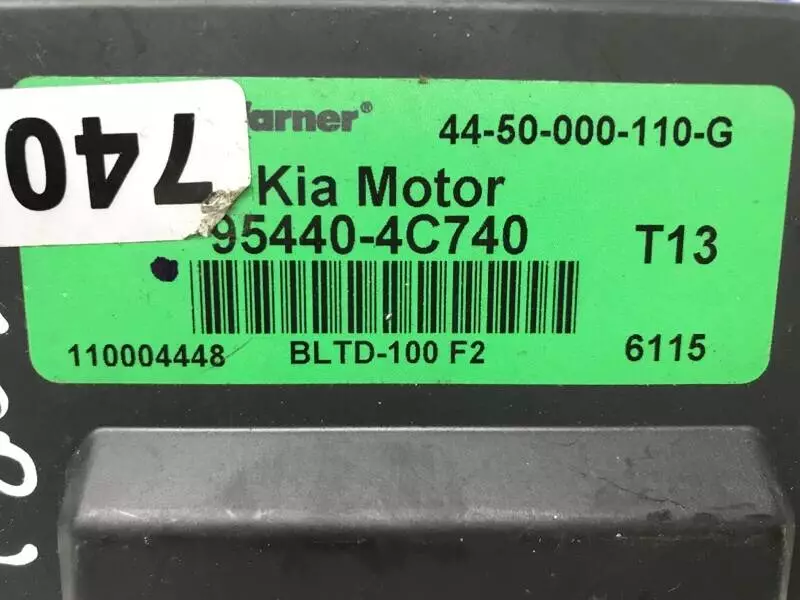 740
Warner®
44-50-000-110-G
Kia Motor
95440-4C740
T13
110004448
BLTD-100 F2
6115